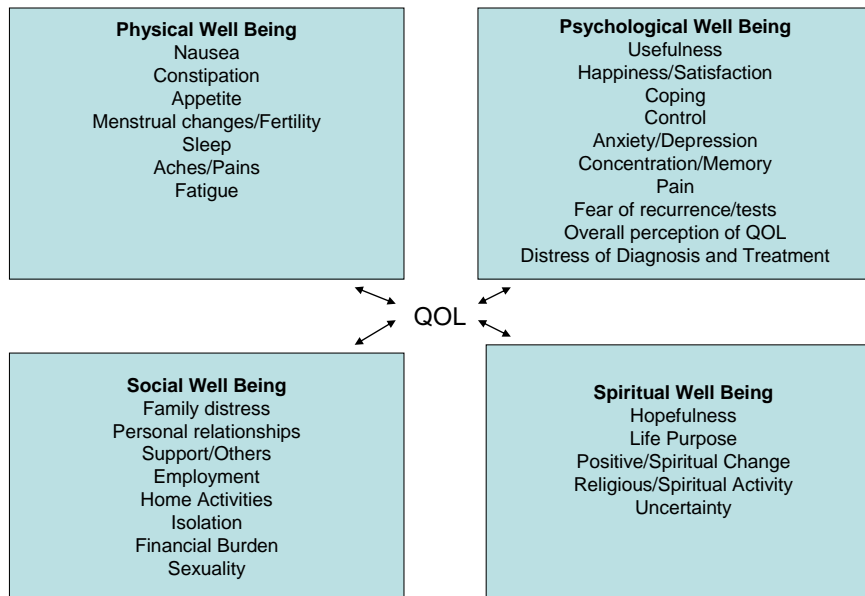 Physical Well Being
Nausea
Constipation
Appetite
Menstrual changes/Fertility
Sleep
Aches/Pains
Fatigue
Psychological Well Being
Usefulness
Happiness/Satisfaction
Coping
Control
Anxiety/Depression
Concentration/Memory
Pain
Fear of recurrence/tests
Overall perception of QOL
Distress of Diagnosis and Treatment
QOL
Social Well Being
Family distress
Personal relationships
Support/Others
Employment
Home Activities
Isolation
Financial Burden
Sexuality
Spiritual Well Being
Hopefulness
Life Purpose
Positive/Spiritual Change
Religious/Spiritual Activity
Uncertainty